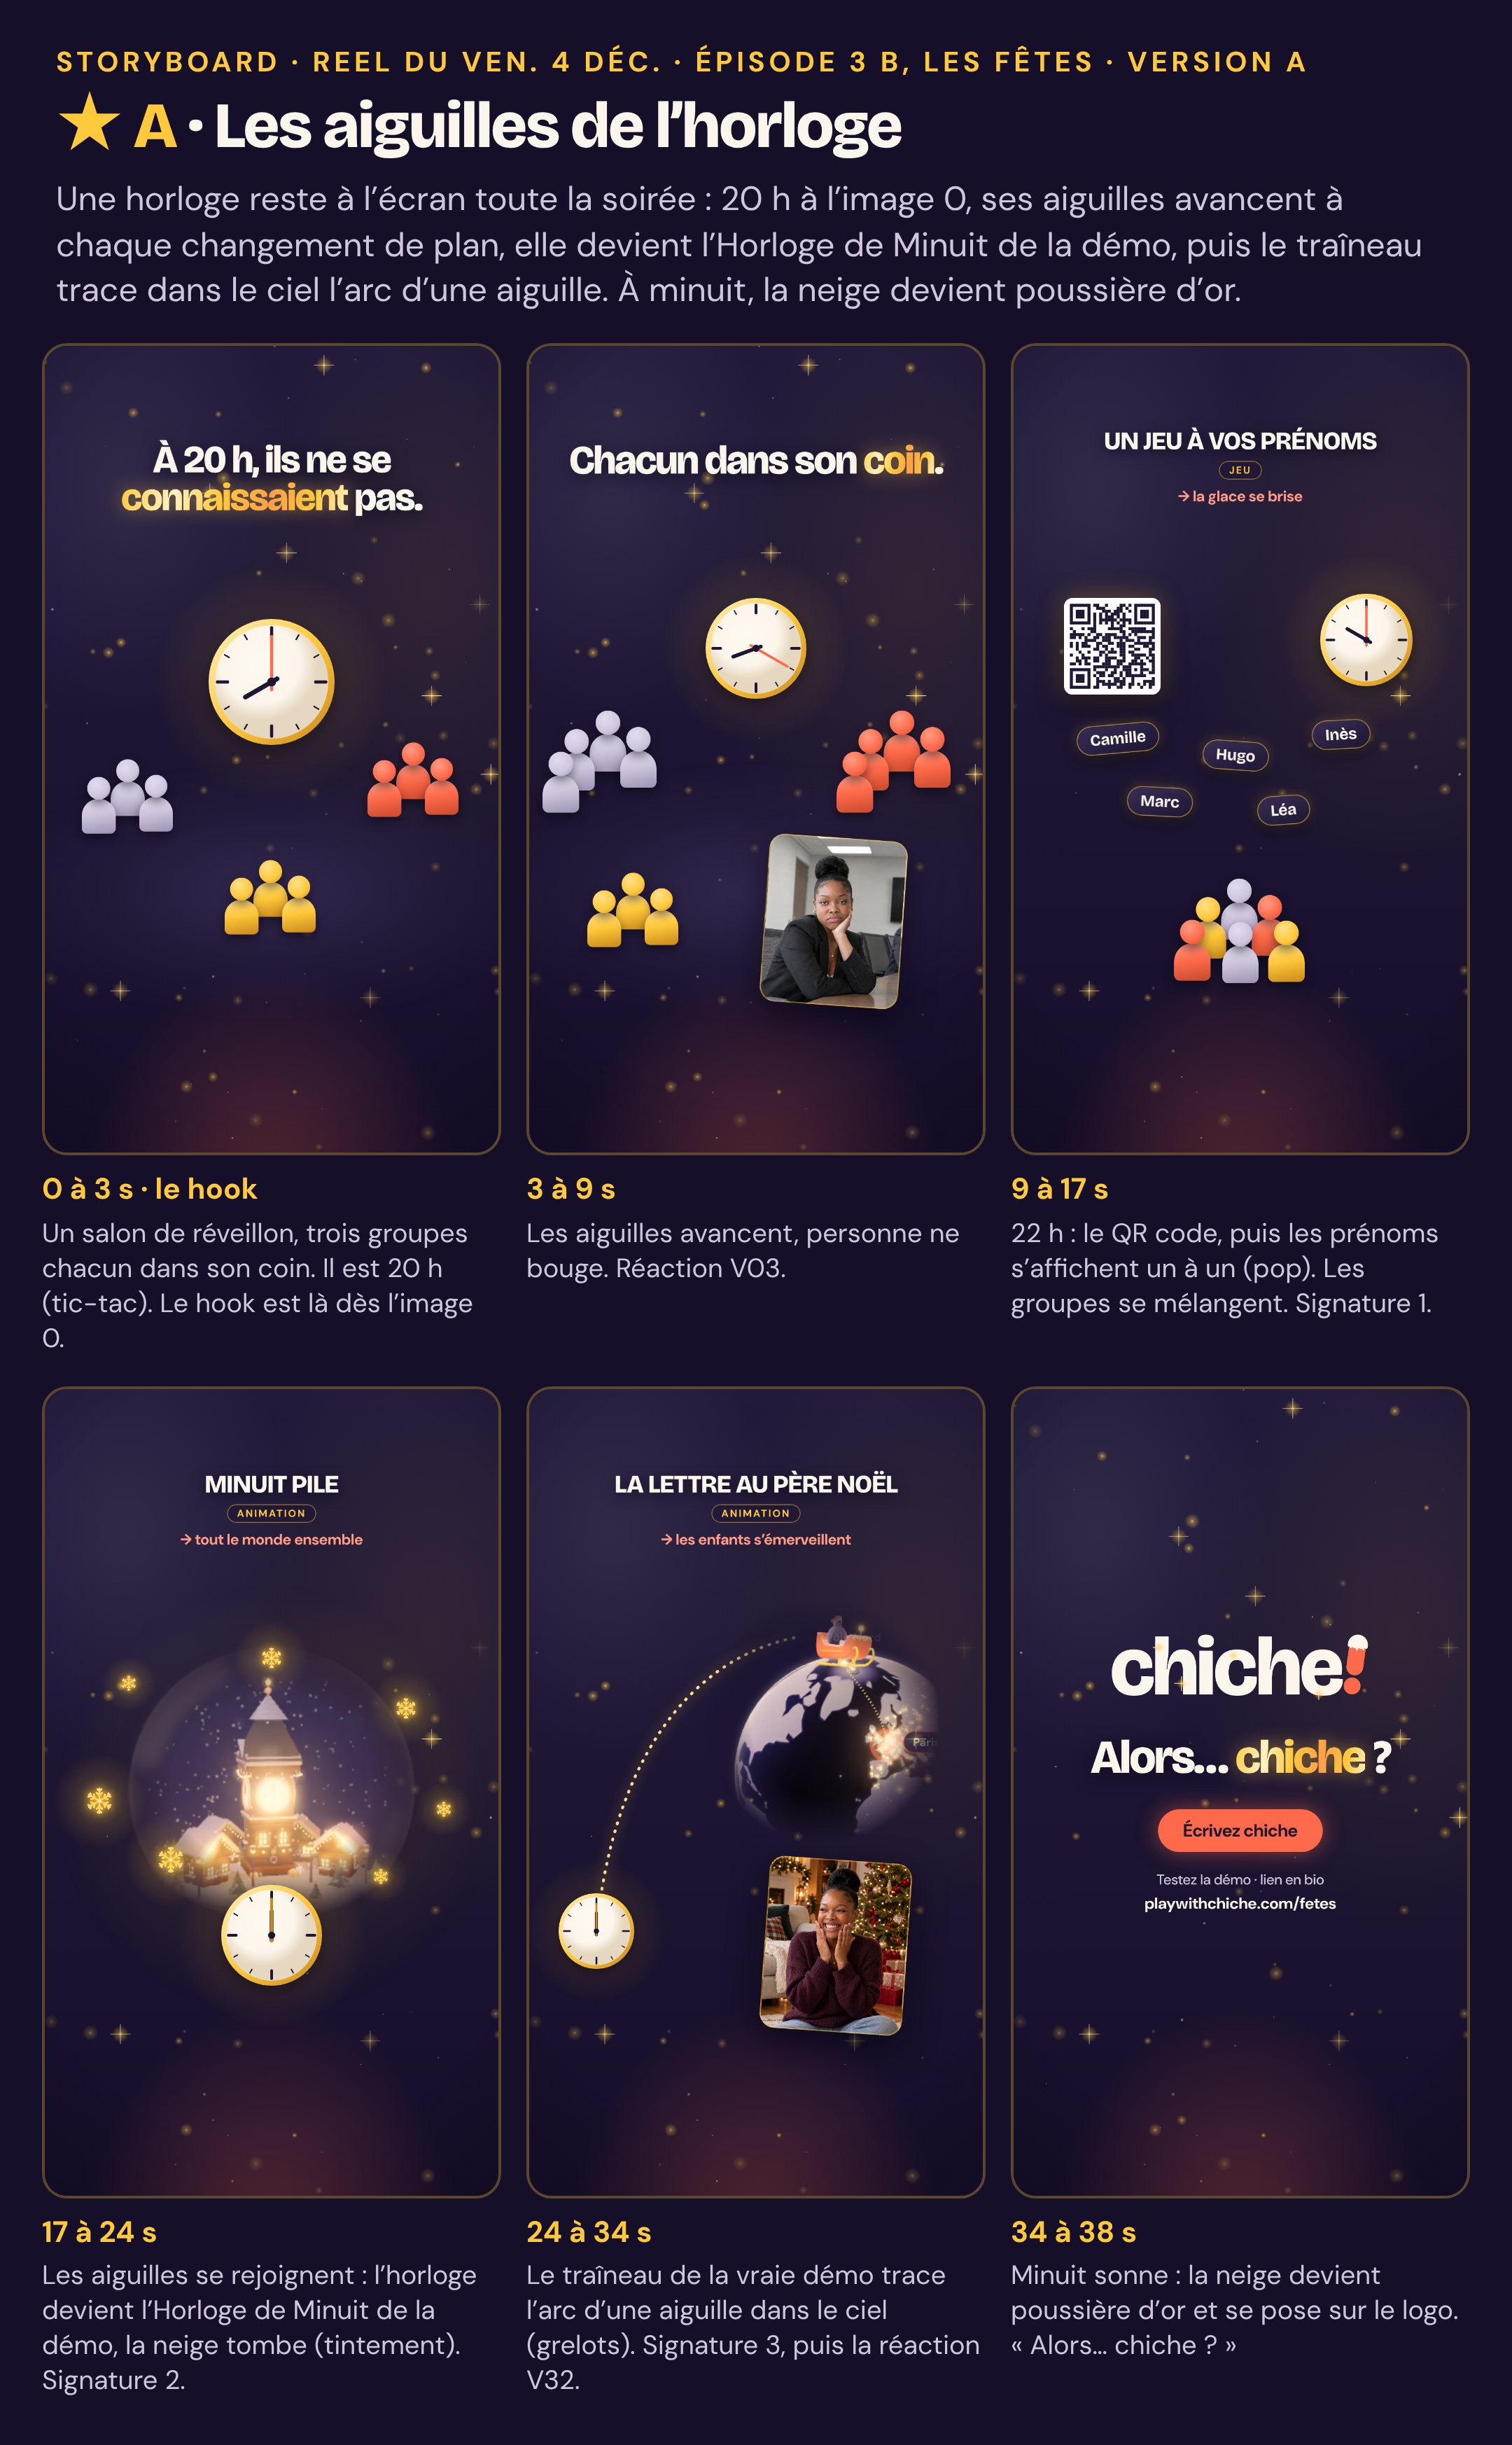 STORYBOARD · REEL DU VEN. 4 DÉC. · ÉPISODE 3 B, LES FÊTES · VERSION A
★ A · Les aiguilles de l’horloge
Une horloge reste à l’écran toute la soirée : 20 h à l’image 0, ses aiguilles avancent à
chaque changement de plan, elle devient l’Horloge de Minuit de la démo, puis le traîneau
trace dans le ciel l’arc d’une aiguille. À minuit, la neige devient poussière d’or.
À 20 h, ils ne se
connaissaient pas.
0 à 3 s · le hook
Un salon de réveillon, trois groupes
chacun dans son coin. Il est 20 h
(tic-tac). Le hook est là dès l’image
0.
Chacun dans son coin.
3 à 9 s
Les aiguilles avancent, personne ne
bouge. Réaction V03.
UN JEU À VOS PRÉNOMS
JEU
→ la glace se brise
Camille
Hugo
Inès
Marc
Léa
9 à 17 s
22 h : le QR code, puis les prénoms
s’affichent un à un (pop). Les
groupes se mélangent. Signature 1.
MINUIT PILE
ANIMATION
→ tout le monde ensemble
17 à 24 s
Les aiguilles se rejoignent : l’horloge
devient l’Horloge de Minuit de la
démo, la neige tombe (tintement).
Signature 2.
LA LETTRE AU PÈRE NOËL
ANIMATION
→ les enfants s’émerveillent
Paris
24 à 34 s
Le traîneau de la vraie démo trace
l’arc d’une aiguille dans le ciel
(grelots). Signature 3, puis la réaction
V32.
chiche!
Alors... chiche ?
Écrivez chiche
Testez la démo · lien en bio
playwithchiche.com/fetes
34 à 38 s
Minuit sonne : la neige devient
poussière d’or et se pose sur le logo.
« Alors... chiche ? »